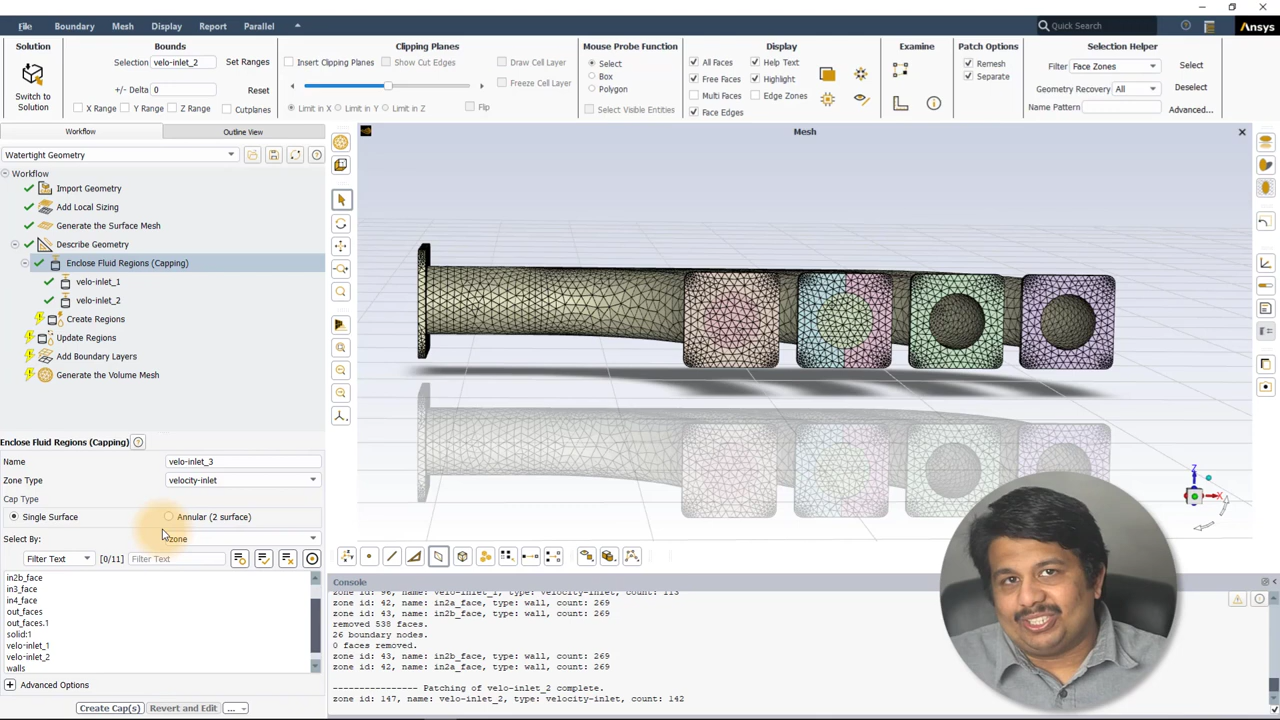 File Boundary Mesh Display Report Parallel Quick Search Ansys
Solution Bounds Clipping Planes Mouse Probe Function Display Examine Patch Options Selection Helper
Selection velo-inlet_2 Set Ranges Insert Clipping Planes Show Cut Edges Draw Cell Layer Select All Faces Help Text Remesh Filter Face Zones Select
Box Free Faces Highlight Separate
+/- Delta 0 Reset Freeze Cell Layer Polygon Geometry Recovery All Deselect
Switch to Multi Faces Edge Zones
Solution X Range Y Range Z Range Cutplanes Limit in X Limit in Y Limit in Z Flip Select Visible Entities Face Edges Name Pattern Advanced...
Workflow Outline View Mesh
Watertight Geometry
Workflow
Import Geometry
Add Local Sizing
Generate the Surface Mesh
Describe Geometry
Enclose Fluid Regions (Capping)
velo-inlet_1
velo-inlet_2
Create Regions
Update Regions
Add Boundary Layers
Generate the Volume Mesh
Enclose Fluid Regions (Capping)
Name velo-inlet_3
Zone Type velocity-inlet
Cap Type
Single Surface Annular (2 surface)
Select By: zone
Filter Text [0/11] Filter Text
in2b_face
in3_face
in4_face
out_faces
out_faces.1
solid:1
velo-inlet_1
velo-inlet_2
walls
Advanced Options
Create Cap(s) Revert and Edit ...
Z
X
Console
zone id: 96, name: velo-inlet_1, type: velocity-inlet, count: 113
zone id: 42, name: in2a_face, type: wall, count: 269
zone id: 43, name: in2b_face, type: wall, count: 269
removed 538 faces.
26 boundary nodes.
0 faces removed.
zone id: 43, name: in2b_face, type: wall, count: 269
zone id: 42, name: in2a_face, type: wall, count: 269
---------------- Patching of velo-inlet_2 complete.
zone id: 147, name: velo-inlet_2, type: velocity-inlet, count: 142